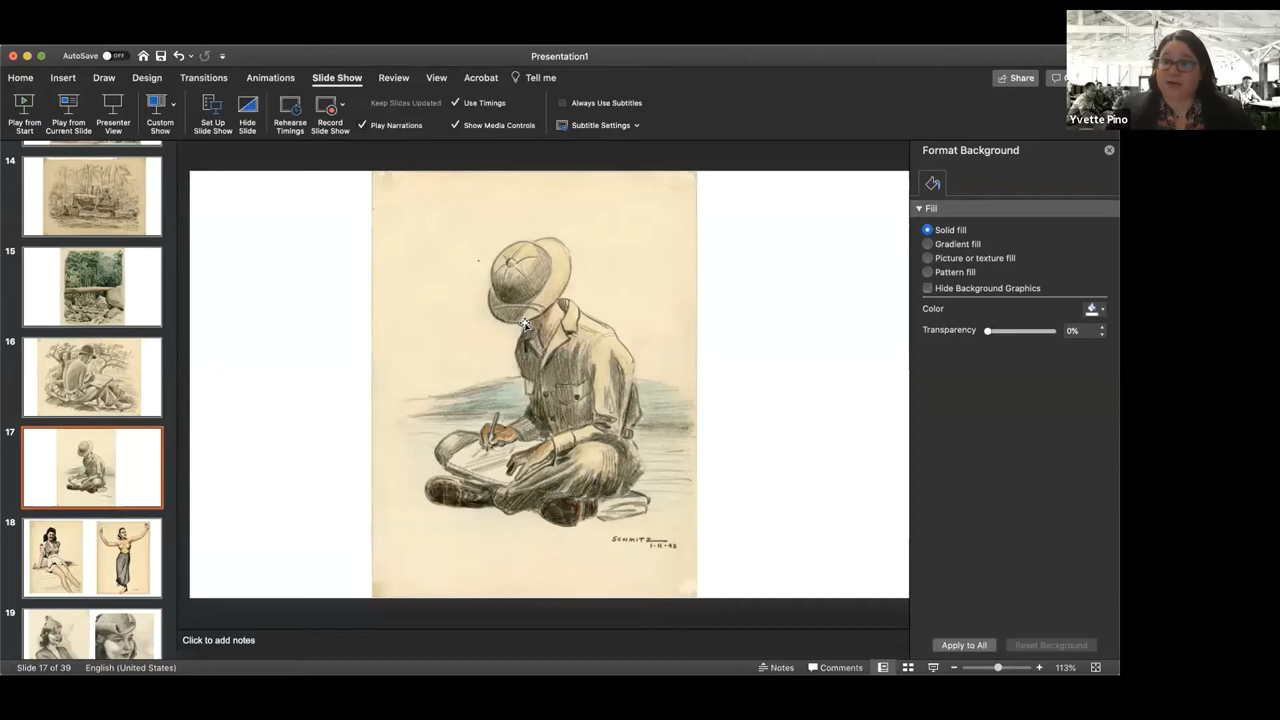 AutoSave OFF
Presentation1
Home Insert Draw Design Transitions Animations Slide Show Review View Acrobat Tell me
Share
Play from Start
Play from Current Slide
Presenter View
Custom Show
Set Up Slide Show
Hide Slide
Rehearse Timings
Record Slide Show
Keep Slides Updated
Play Narrations
Use Timings
Show Media Controls
Always Use Subtitles
Subtitle Settings
Yvette Pino
14
15
16
17
18
19
SCHMITZ
1-11-43
Format Background
Fill
Solid fill
Gradient fill
Picture or texture fill
Pattern fill
Hide Background Graphics
Color
Transparency 0%
Apply to All Reset Background
Click to add notes
Slide 17 of 39 English (United States) Notes Comments 113%